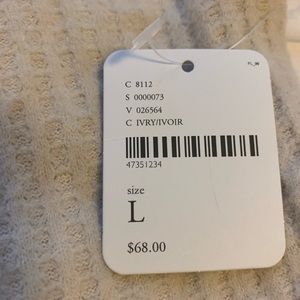 C 8112
S 0000073
V 026564
C IVRY/IVOIR
47351234
size
L
$68.00